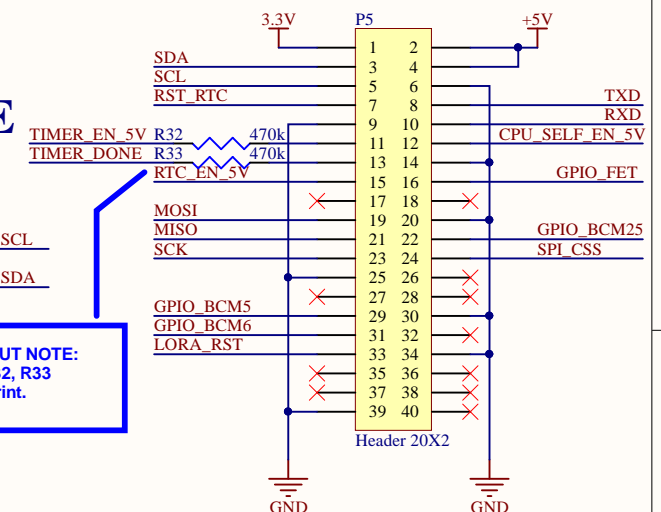 3.3V P5 +5V
1 2
SDA 3 4
SCL 5 6
RST_RTC 7 8 TXD
9 10 RXD
E
TIMER_EN_5V R32 470k 11 12 CPU_SELF_EN_5V
TIMER_DONE R33 470k 13 14
RTC_EN_5V 15 16 GPIO_FET
17 18
MOSI 19 20
MISO 21 22 GPIO_BCM25
SCL
SCK 23 24 SPI_CSS
SDA
25 26
27 28
GPIO_BCM5 29 30
GPIO_BCM6 31 32
LORA_RST 33 34
UT NOTE:
2, R33
35 36
int.
37 38
39 40
Header 20X2
GND GND